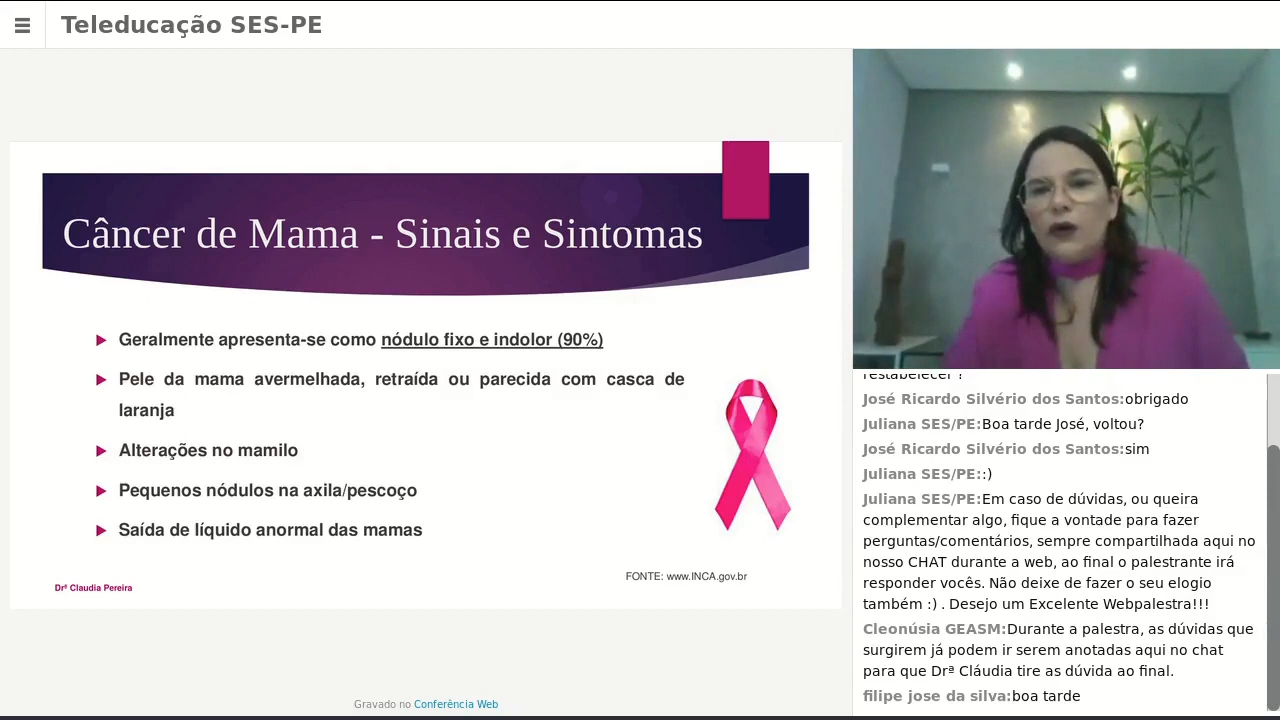 Teleducação SES-PE
Câncer de Mama - Sinais e Sintomas
Geralmente apresenta-se como nódulo fixo e indolor (90%)
Pele da mama avermelhada, retraída ou parecida com casca de
laranja
Alterações no mamilo
Pequenos nódulos na axila/pescoço
Saída de líquido anormal das mamas
FONTE: www.INCA.gov.br
Drª Claudia Pereira
Gravado no Conferência Web
restabelecer ?
José Ricardo Silvério dos Santos:obrigado
Juliana SES/PE:Boa tarde José, voltou?
José Ricardo Silvério dos Santos:sim
Juliana SES/PE::)
Juliana SES/PE:Em caso de dúvidas, ou queira
complementar algo, fique a vontade para fazer
perguntas/comentários, sempre compartilhada aqui no
nosso CHAT durante a web, ao final o palestrante irá
responder vocês. Não deixe de fazer o seu elogio
também :) . Desejo um Excelente Webpalestra!!!
Cleonúsia GEASM:Durante a palestra, as dúvidas que
surgirem já podem ir serem anotadas aqui no chat
para que Drª Cláudia tire as dúvida ao final.
filipe jose da silva:boa tarde